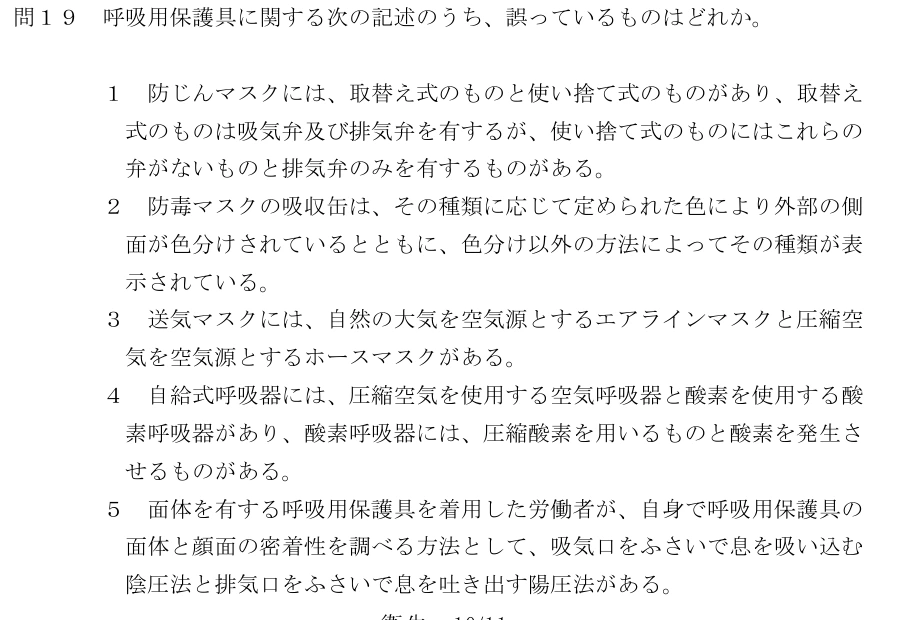 問１９　呼吸用保護具に関する次の記述のうち、誤っているものはどれか。
１　防じんマスクには、取替え式のものと使い捨て式のものがあり、取替え
式のものは吸気弁及び排気弁を有するが、使い捨て式のものにはこれらの
弁がないものと排気弁のみを有するものがある。
２　防毒マスクの吸収缶は、その種類に応じて定められた色により外部の側
面が色分けされているとともに、色分け以外の方法によってその種類が表
示されている。
３　送気マスクには、自然の大気を空気源とするエアラインマスクと圧縮空
気を空気源とするホースマスクがある。
４　自給式呼吸器には、圧縮空気を使用する空気呼吸器と酸素を使用する酸
素呼吸器があり、酸素呼吸器には、圧縮酸素を用いるものと酸素を発生さ
せるものがある。
５　面体を有する呼吸用保護具を着用した労働者が、自身で呼吸用保護具の
面体と顔面の密着性を調べる方法として、吸気口をふさいで息を吸い込む
陰圧法と排気口をふさいで息を吐き出す陽圧法がある。